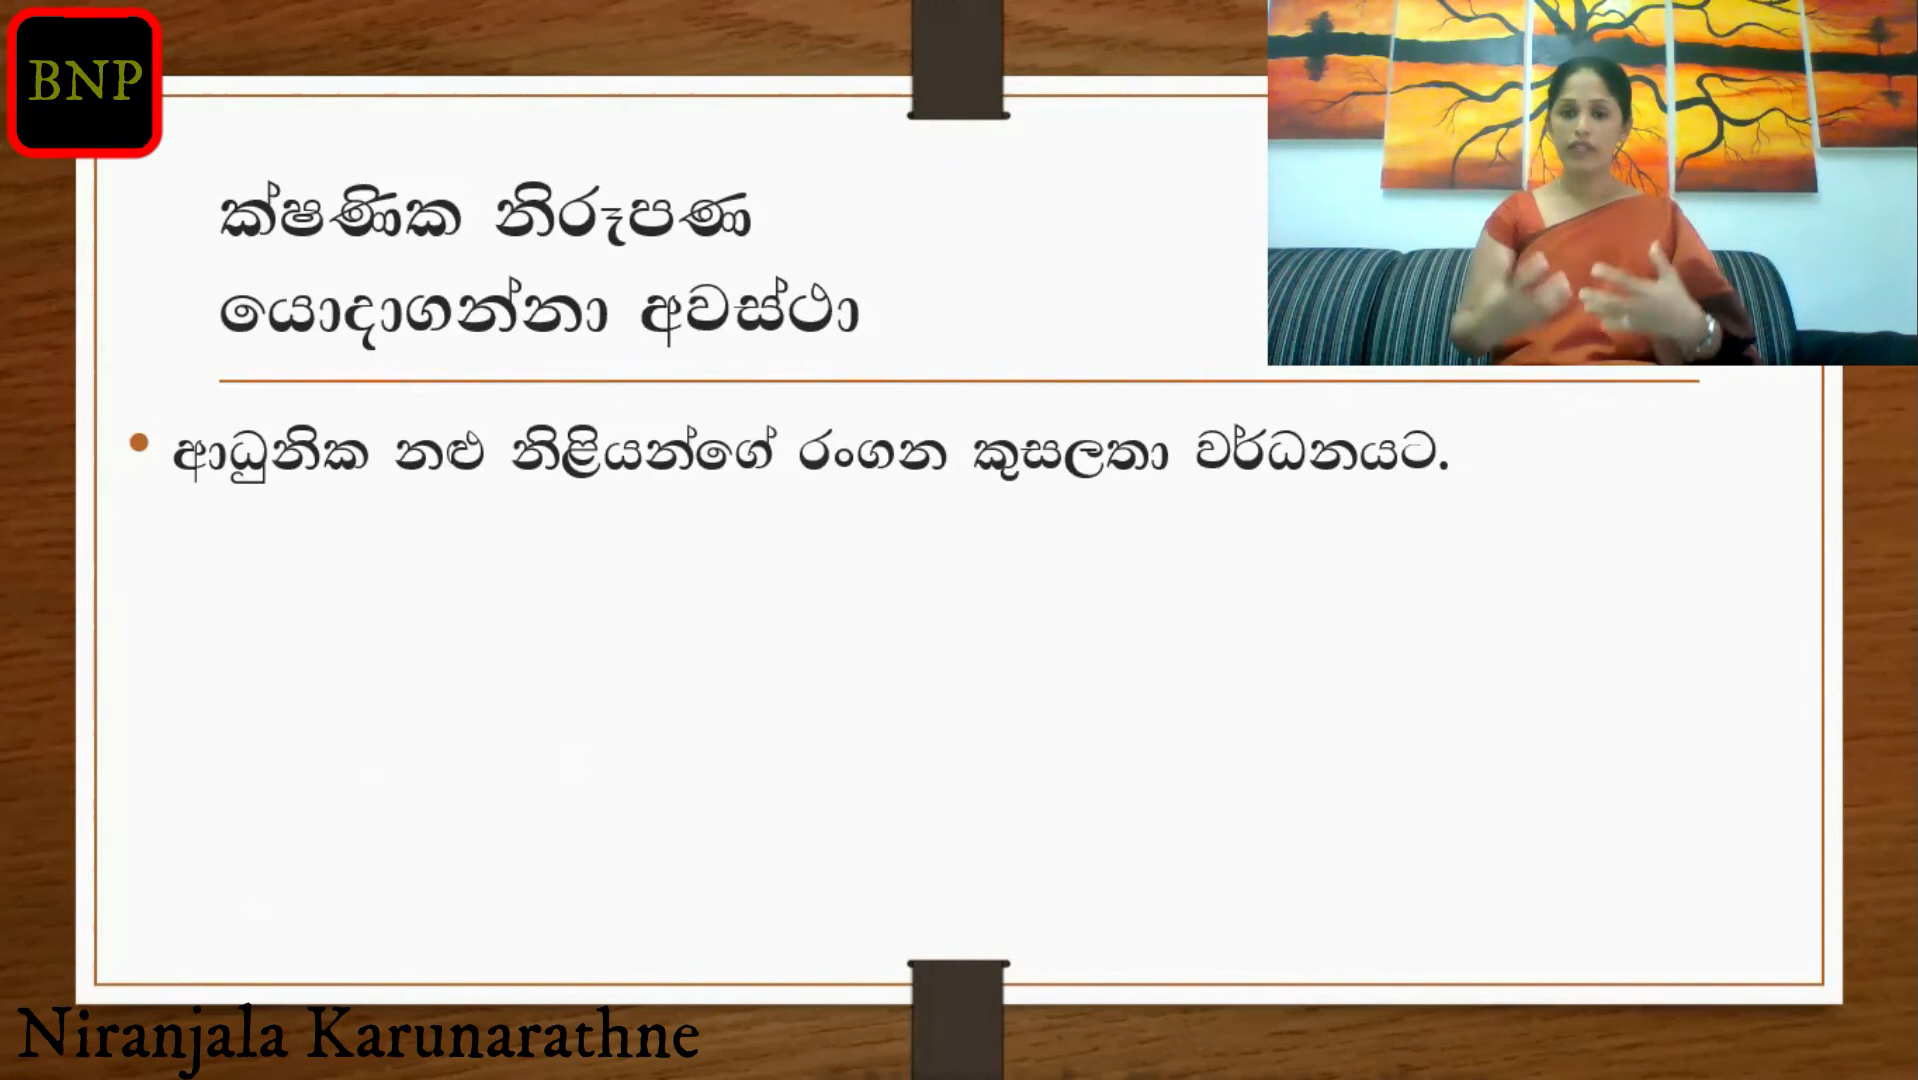 BNP
ක්ෂණික නිරූපණ
යොදාගන්නා අවස්ථා
• ආධුනික නළු නිළියන්ගේ රංගන කුසලතා වර්ධනයට.
Niranjala Karunarathne